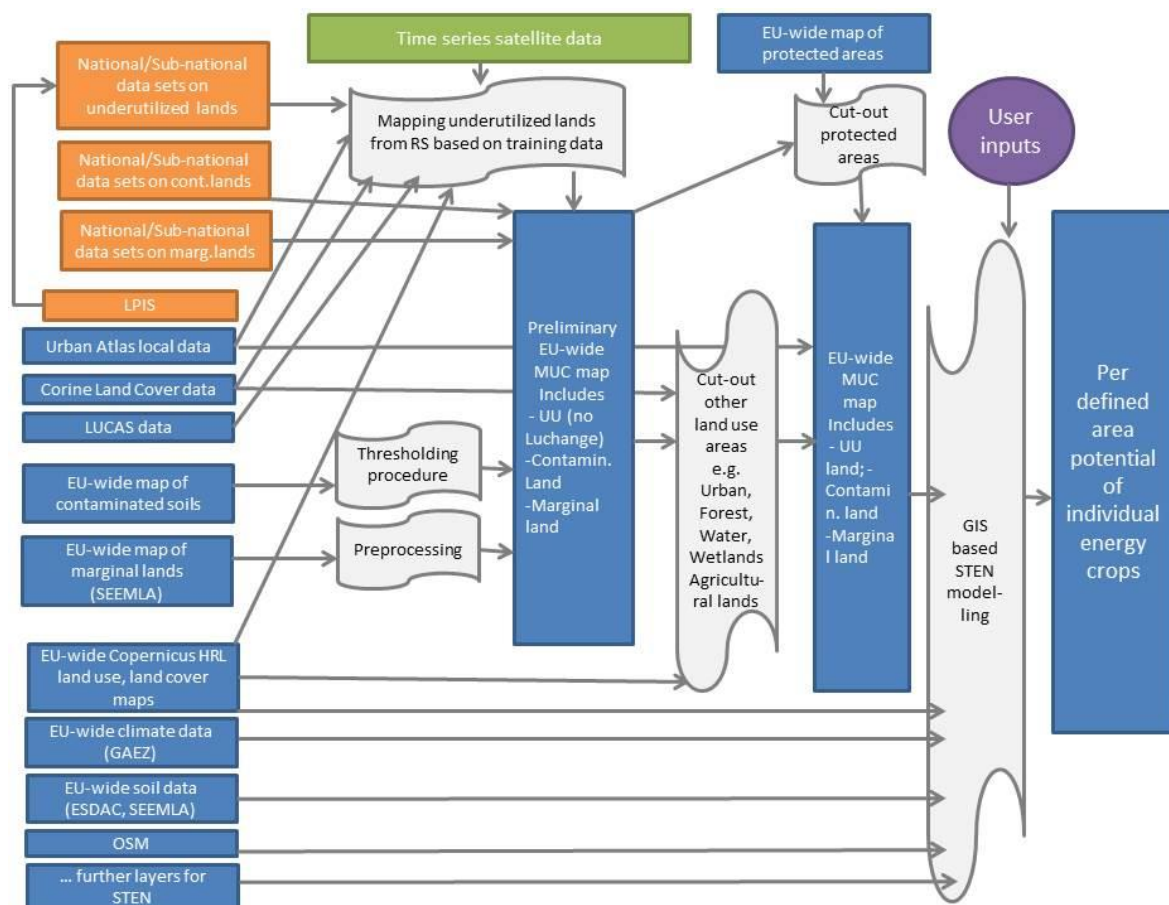 Time series satellite data
EU-wide map of
protected areas
National/Sub-national
data sets on
underutilized lands
Mapping underutilized lands
from RS based on training data
Cut-out
protected
areas
User
inputs
National/Sub-national
data sets on cont.lands
National/Sub-national
data sets on marg.lands
LPIS
Urban Atlas local data
Corine Land Cover data
LUCAS data
EU-wide map of
contaminated soils
EU-wide map of
marginal lands
(SEEMLA)
Thresholding
procedure
Preprocessing
Preliminary
EU-wide
MUC map
Includes
- UU (no
Luchange)
-Contamin.
Land
-Marginal
land
Cut-out
other
land use
areas
e.g.
Urban,
Forest,
Water,
Wetlands
Agricultu-
ral lands
EU-wide
MUC
map
Includes
- UU
land; -
Contam
in. land
-Margina
l land
GIS
based
STEN
model-
ling
Per
defined
area
potential
of
individual
energy
crops
EU-wide Copernicus HRL
land use, land cover
maps
EU-wide climate data
(GAEZ)
EU-wide soil data
(ESDAC, SEEMLA)
OSM
... further layers for
STEN